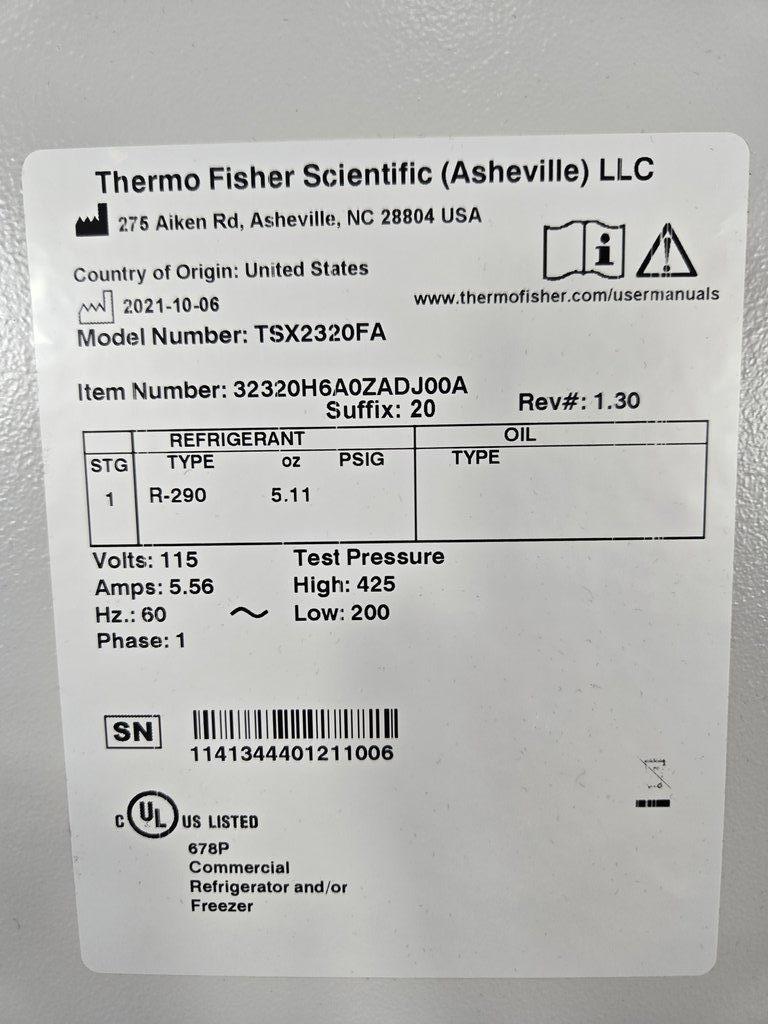 Thermo Fisher Scientific (Asheville) LLC
275 Aiken Rd, Asheville, NC 28804 USA
Country of Origin: United States
2021-10-06
www.thermofisher.com/usermanuals
Model Number: TSX2320FA
Item Number: 32320H6A0ZADJ00A
Suffix: 20
Rev#: 1.30
REFRIGERANT OIL
STG TYPE oz PSIG TYPE
1 R-290 5.11
Volts: 115 Test Pressure
Amps: 5.56 High: 425
Hz.: 60 ~ Low: 200
Phase: 1
SN
1141344401211006
C UL US LISTED
678P
Commercial
Refrigerator and/or
Freezer